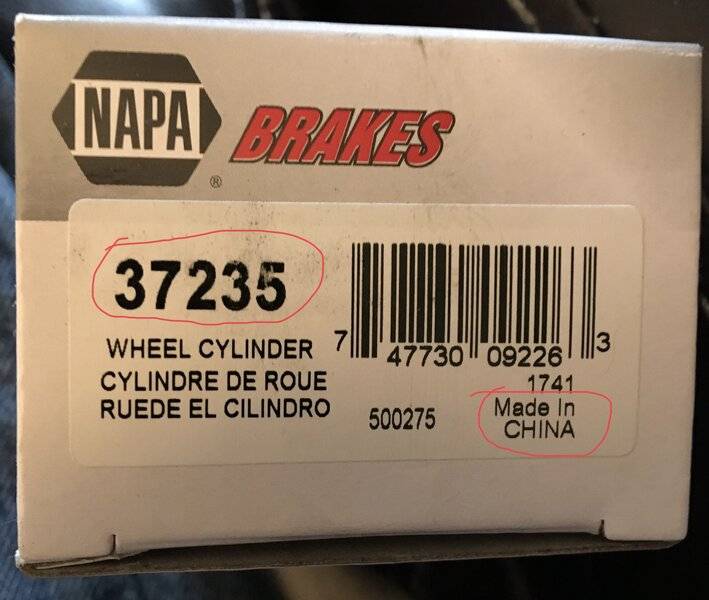 NAPA
®
BRAKES
37235
WHEEL CYLINDER
CYLINDRE DE ROUE
RUEDE EL CILINDRO
7 47730 09226 3
1741
500275
Made In
CHINA